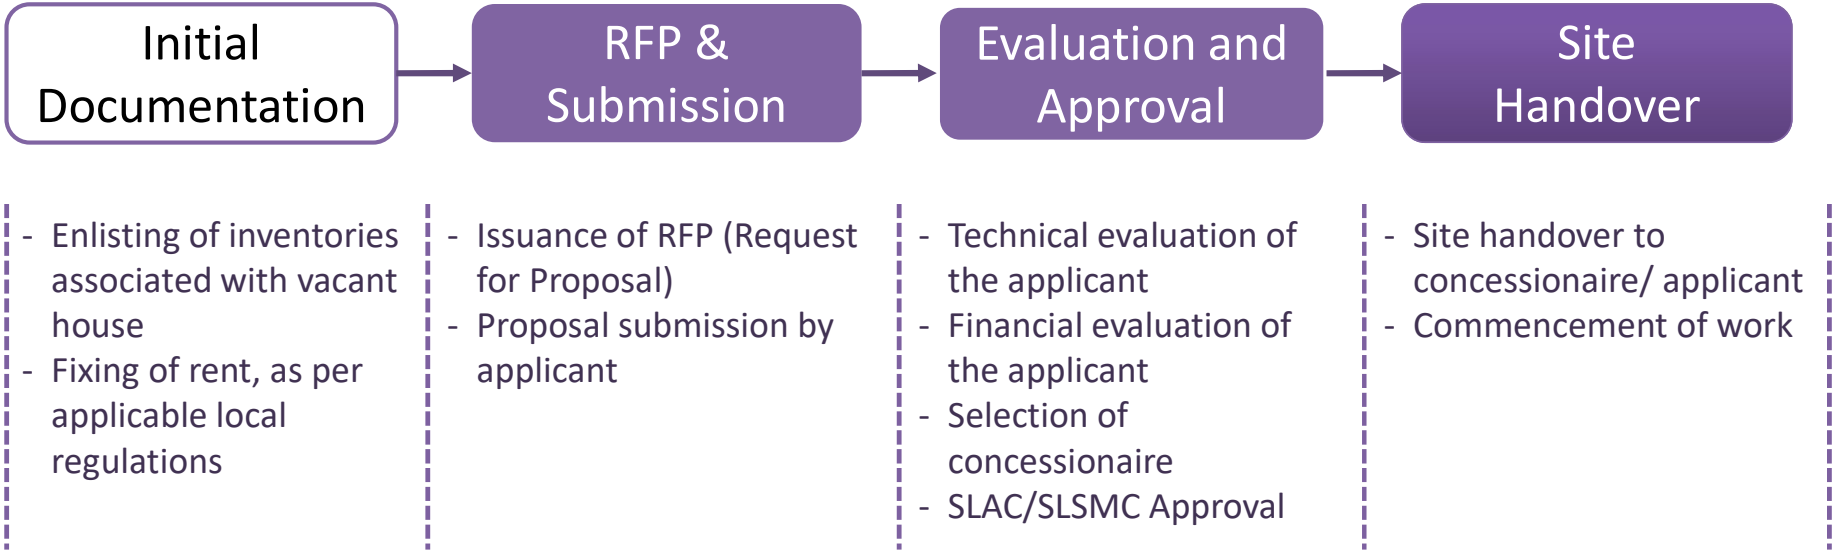 Initial
Documentation
RFP &
Submission
Evaluation and
Approval
Site
Handover
- Enlisting of inventories
associated with vacant
house
- Fixing of rent, as per
applicable local
regulations
- Issuance of RFP (Request
for Proposal)
- Proposal submission by
applicant
- Technical evaluation of
the applicant
- Financial evaluation of
the applicant
- Selection of
concessionaire
- SLAC/SLSMC Approval
- Site handover to
concessionaire/ applicant
- Commencement of work